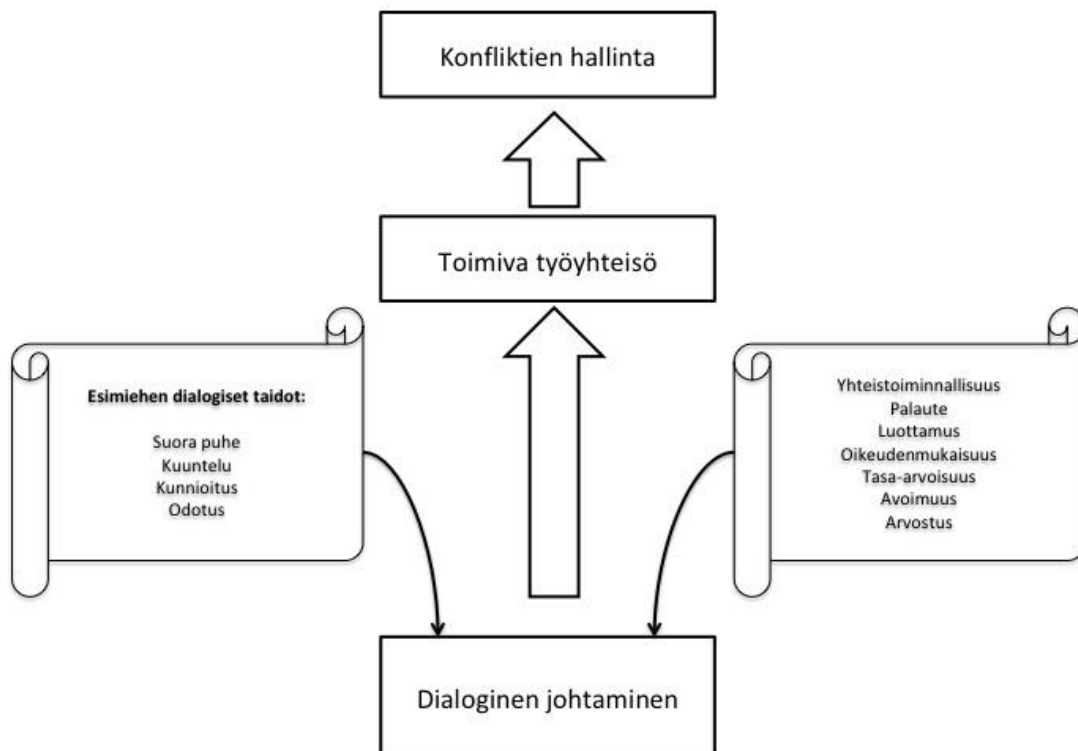 Konfliktien hallinta
Toimiva työyhteisö
Esimiehen dialogiset taidot:
Suora puhe
Kuuntelu
Kunnioitus
Odotus
Yhteistoiminnallisuus
Palaute
Luottamus
Oikeudenmukaisuus
Tasa-arvoisuus
Avoimuus
Arvostus
Dialoginen johtaminen